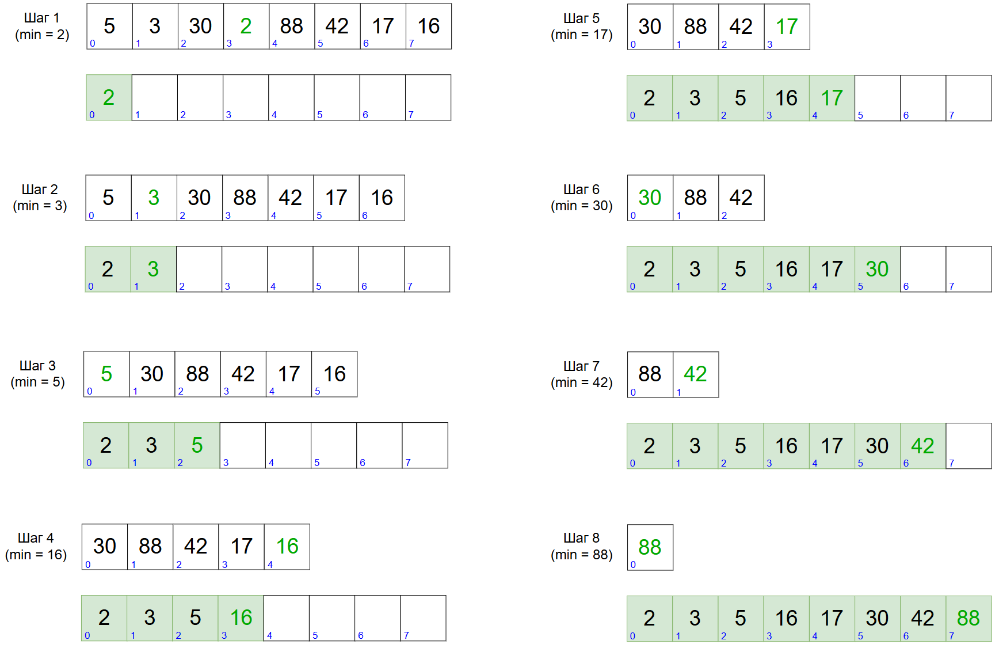 Шаг 1
(min = 2)
5 3 30 2 88 42 17 16
0 1 2 3 4 5 6 7
2
0 1 2 3 4 5 6 7
Шаг 2
(min = 3)
5 3 30 88 42 17 16
0 1 2 3 4 5 6
2 3
0 1 2 3 4 5 6 7
Шаг 3
(min = 5)
5 30 88 42 17 16
0 1 2 3 4 5
2 3 5
0 1 2 3 4 5 6 7
Шаг 4
(min = 16)
30 88 42 17 16
0 1 2 3 4
2 3 5 16
0 1 2 3 4 5 6 7
Шаг 5
(min = 17)
30 88 42 17
0 1 2 3
2 3 5 16 17
0 1 2 3 4 5 6 7
Шаг 6
(min = 30)
30 88 42
0 1 2
2 3 5 16 17 30
0 1 2 3 4 5 6 7
Шаг 7
(min = 42)
88 42
0 1
2 3 5 16 17 30 42
0 1 2 3 4 5 6 7
Шаг 8
(min = 88)
88
0
2 3 5 16 17 30 42 88
0 1 2 3 4 5 6 7